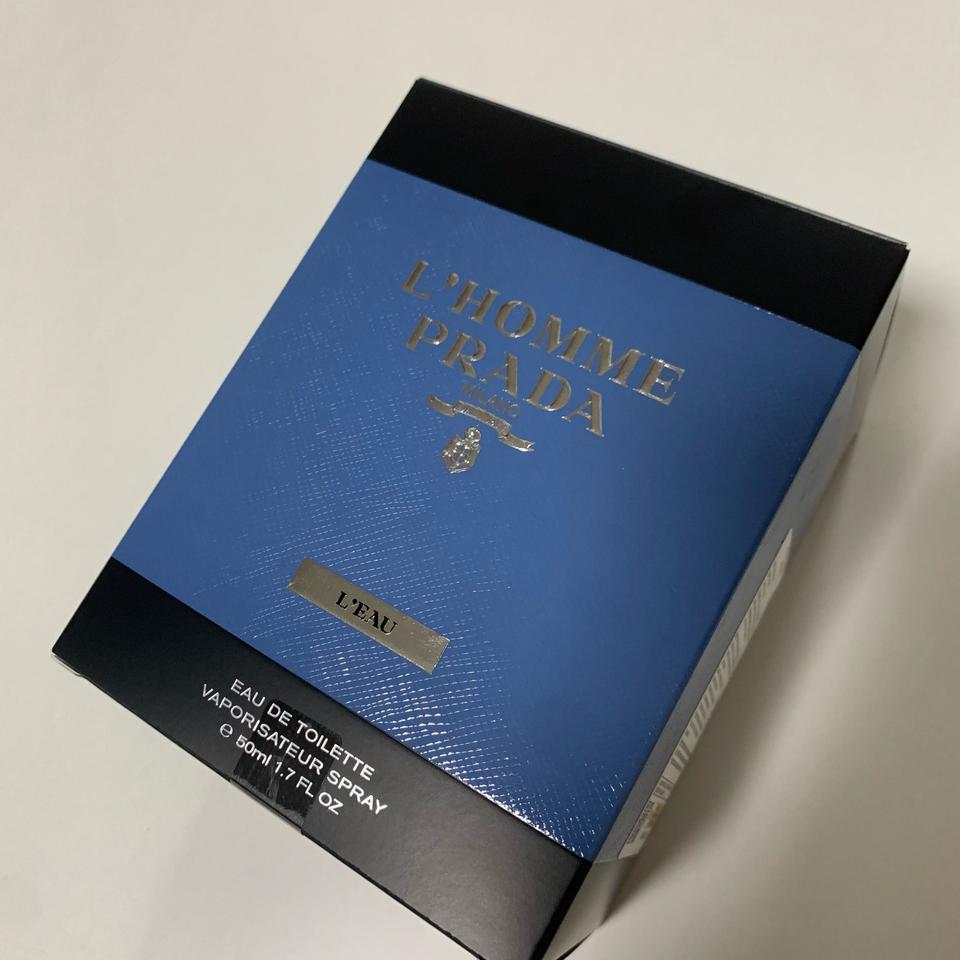 L'HOMME
PRADA
MILANO
L'EAU
EAU DE TOILETTE
VAPORISATEUR SPRAY
℮ 50ml 1.7 FL OZ